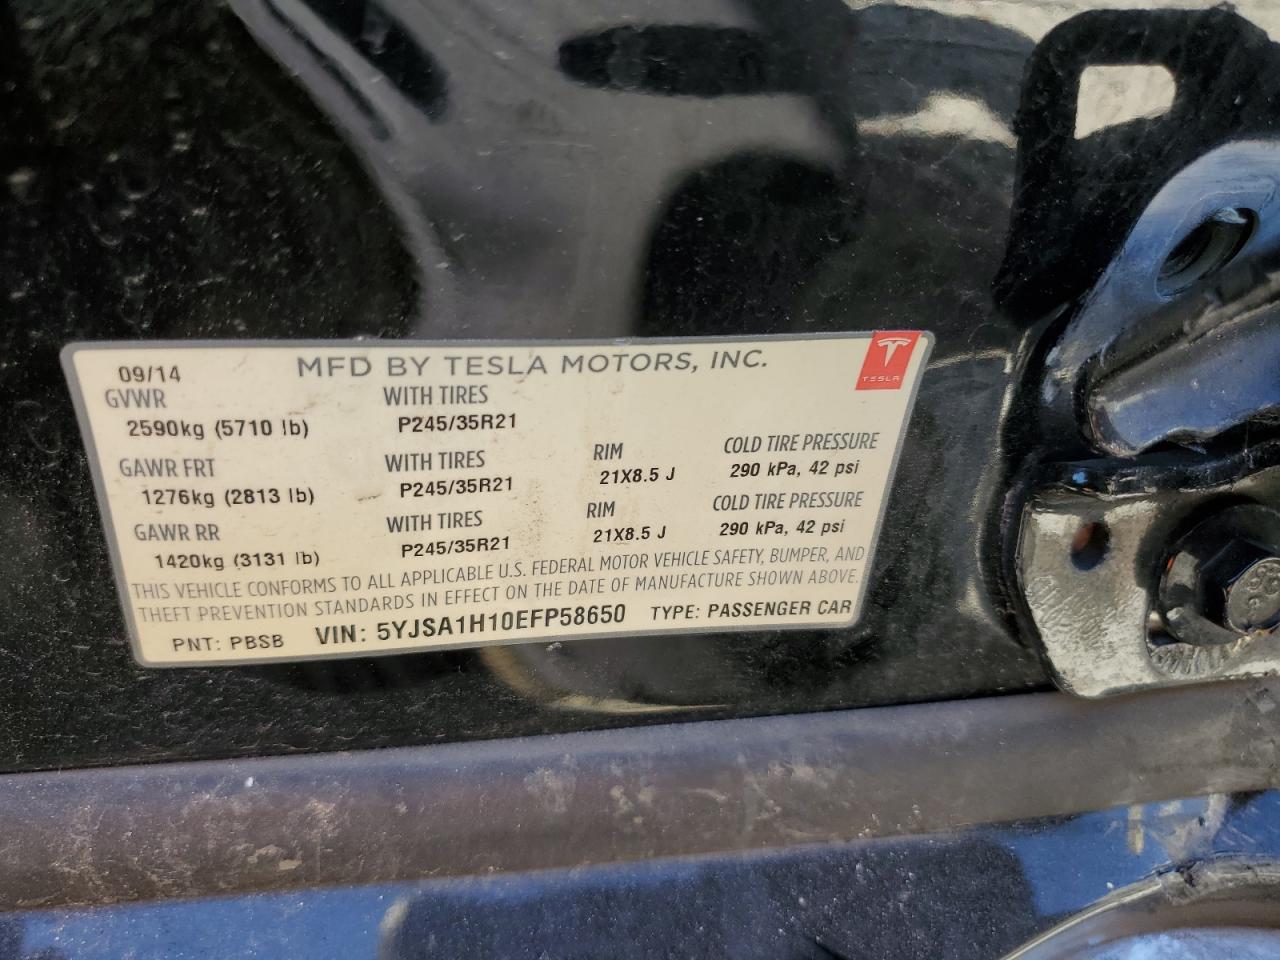 09/14 MFD BY TESLA MOTORS, INC.
TESLA
GVWR WITH TIRES
2590kg (5710 lb) P245/35R21
GAWR FRT WITH TIRES RIM COLD TIRE PRESSURE
1276kg (2813 lb) P245/35R21 21X8.5 J 290 kPa, 42 psi
GAWR RR WITH TIRES RIM COLD TIRE PRESSURE
1420kg (3131 lb) P245/35R21 21X8.5 J 290 kPa, 42 psi
THIS VEHICLE CONFORMS TO ALL APPLICABLE U.S. FEDERAL MOTOR VEHICLE SAFETY, BUMPER, AND
THEFT PREVENTION STANDARDS IN EFFECT ON THE DATE OF MANUFACTURE SHOWN ABOVE.
PNT: PBSB VIN: 5YJSA1H10EFP58650 TYPE: PASSENGER CAR